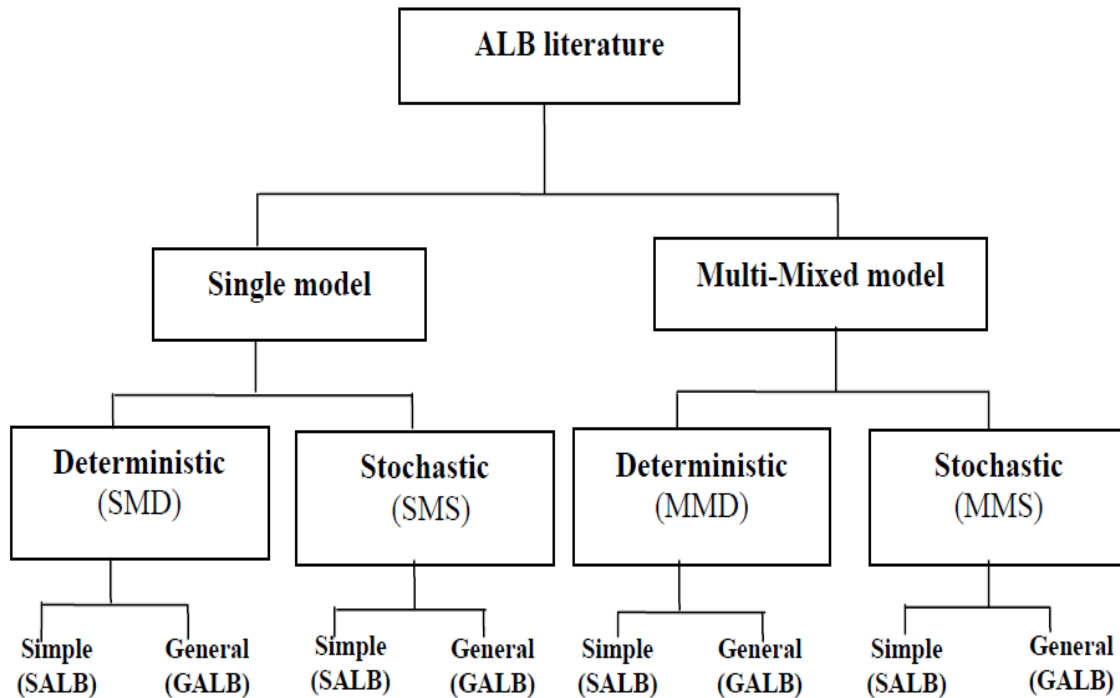 ALB literature
Single model
Multi-Mixed model
Deterministic
(SMD)
Stochastic
(SMS)
Deterministic
(MMD)
Stochastic
(MMS)
Simple
(SALB)
General
(GALB)
Simple
(SALB)
General
(GALB)
Simple
(SALB)
General
(GALB)
Simple
(SALB)
General
(GALB)